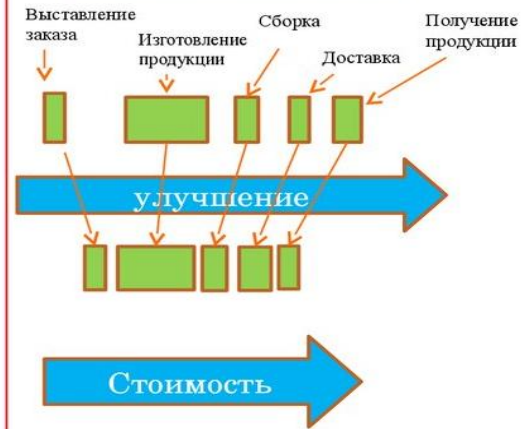 Выставление
заказа
Изготовление
продукции
Сборка
Доставка
Получение
продукции
улучшение
Стоимость